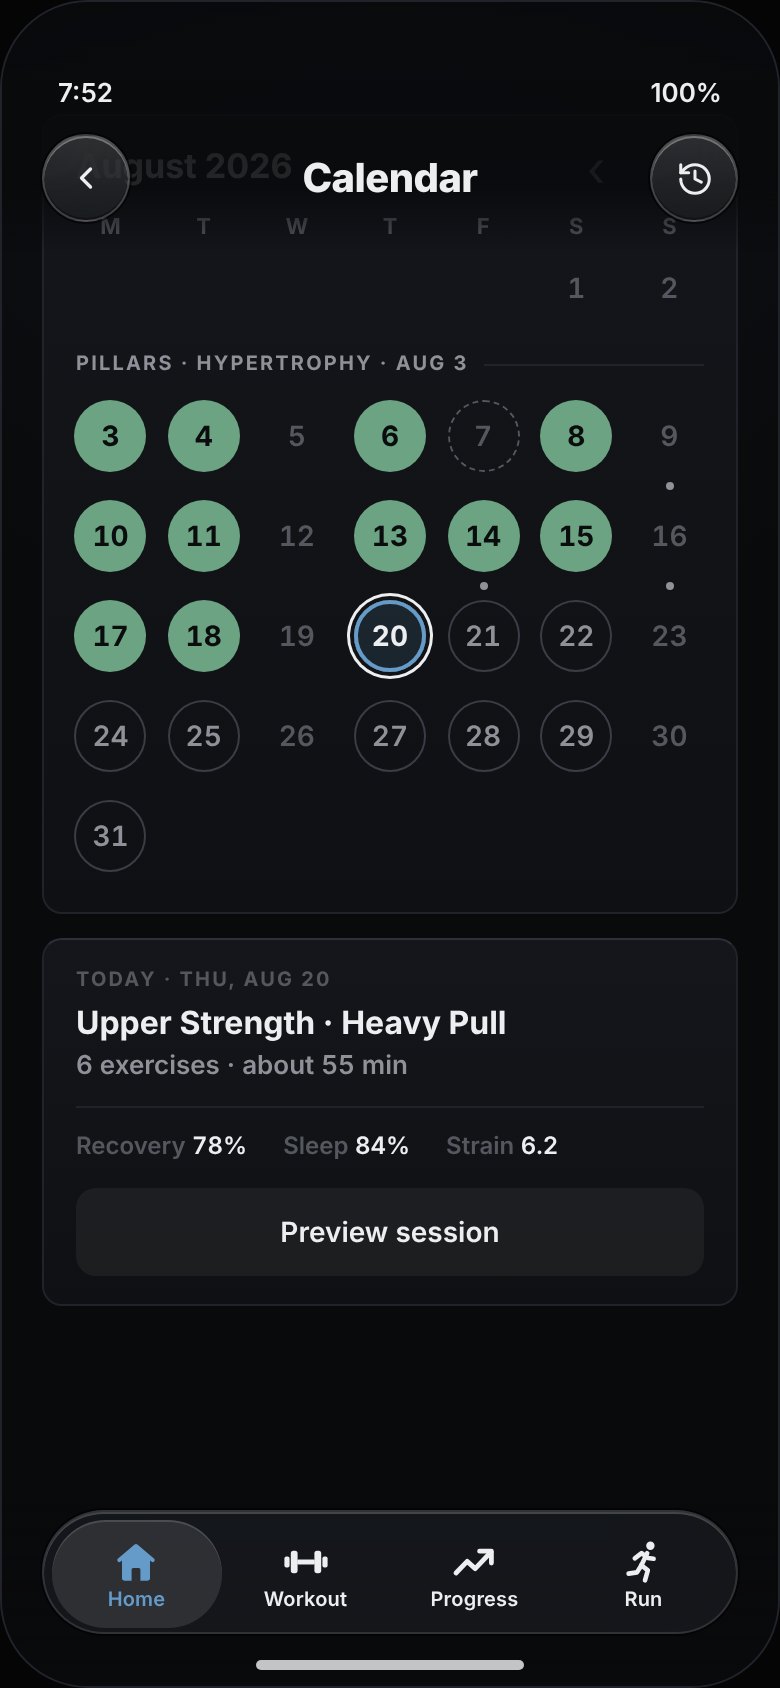 7:52 100%
August 2026
Calendar
M T W T F S S
1 2
PILLARS · HYPERTROPHY · AUG 3
3 4 5 6 7 8 9
10 11 12 13 14 15 16
17 18 19 20 21 22 23
24 25 26 27 28 29 30
31
TODAY · THU, AUG 20
Upper Strength · Heavy Pull
6 exercises · about 55 min
Recovery 78% Sleep 84% Strain 6.2
Preview session
Home Workout Progress Run